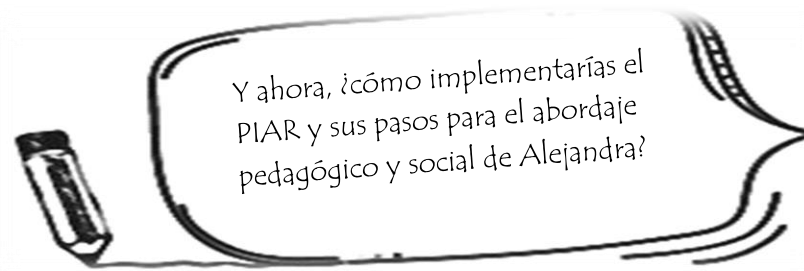 Y ahora, ¿cómo implementarías el
PIAR y sus pasos para el abordaje
pedagógico y social de Alejandra?